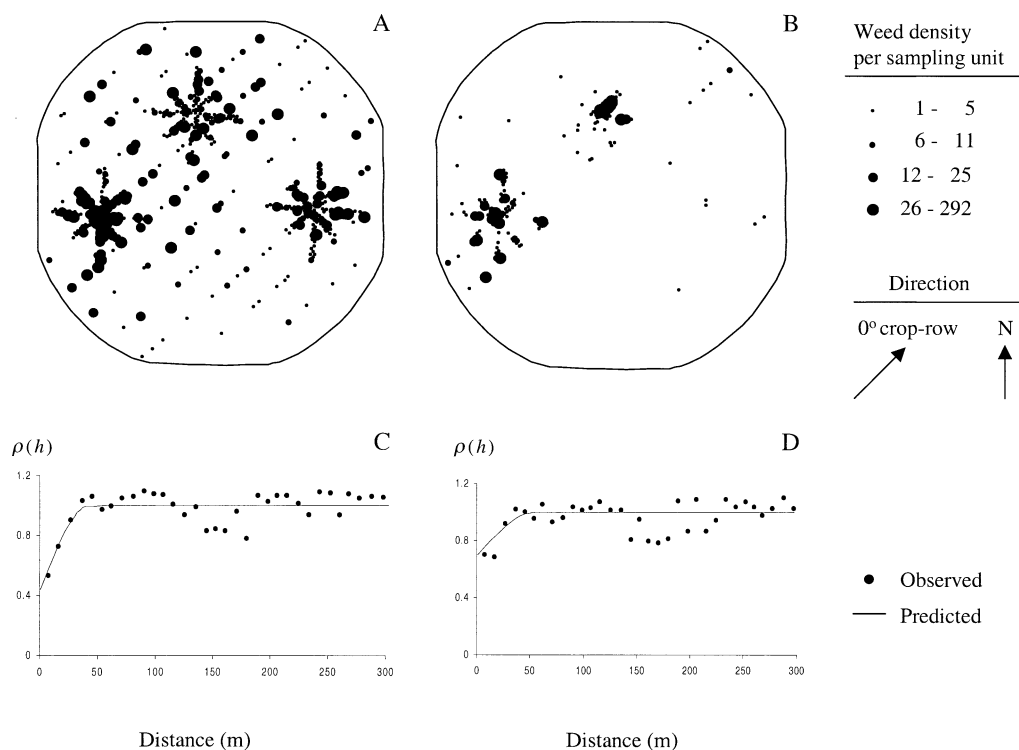 A
B
Weed density
per sampling unit
1 - 5
6 - 11
12 - 25
26 - 292
Direction
0° crop-row
N
ρ(h)
C
1.2
0.8
0.4
0
0
50
100
150
200
250
300
Distance (m)
ρ(h)
D
1.2
0.8
0.4
0
0
50
100
150
200
250
300
Distance (m)
Observed
Predicted